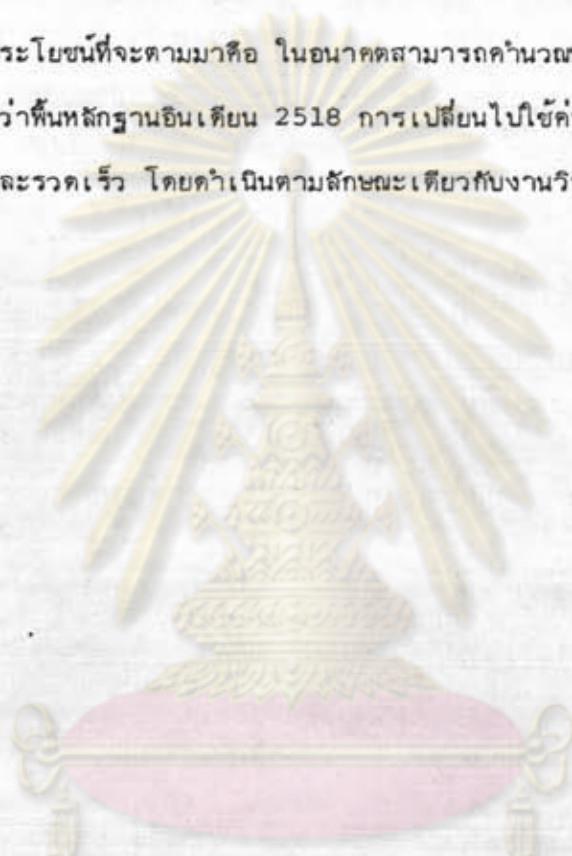 ระโยชน์ที่จะตามมาคือ ในอนาคตสามารถคำนวณ
ว่าพื้นหลักฐานอินเดียน 2518 การเปลี่ยนไปใช้ค่
ละรวดเร็ว โดยดำเนินตามลักษณะเดียวกับงานวิ